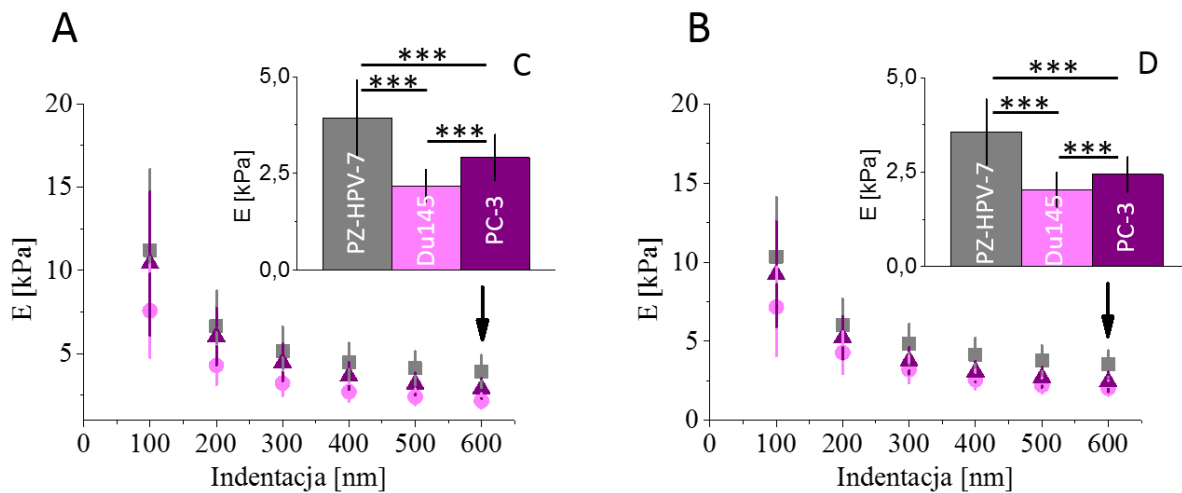 A
C
***
***
***
5,0
2,5
0,0
E [kPa]
PZ-HPV-7
Du145
PC-3
20
15
10
5
E [kPa]
0 100 200 300 400 500 600
Indentacja [nm]
B
D
***
***
***
5,0
2,5
0,0
E [kPa]
PZ-HPV-7
Du145
PC-3
20
15
10
5
0
E [kPa]
0 100 200 300 400 500 600
Indentacja [nm]